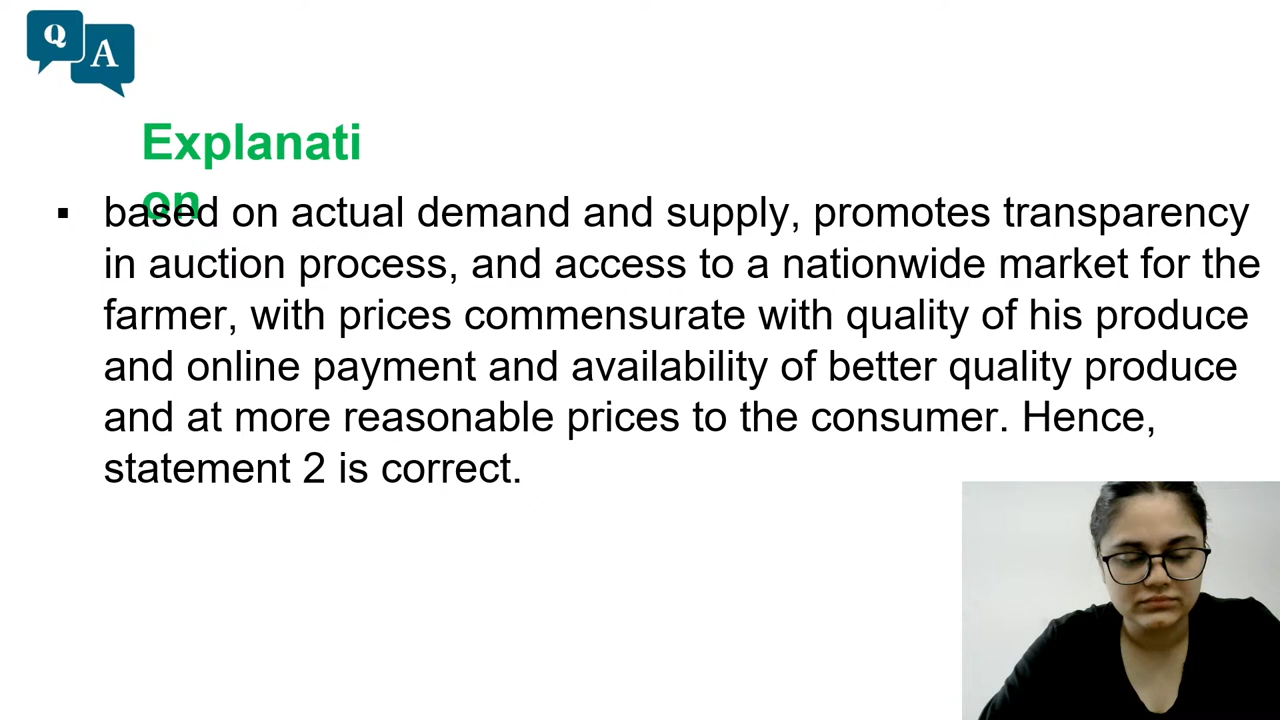 Q
A
Explanati
on
▪ based on actual demand and supply, promotes transparency
in auction process, and access to a nationwide market for the
farmer, with prices commensurate with quality of his produce
and online payment and availability of better quality produce
and at more reasonable prices to the consumer. Hence,
statement 2 is correct.